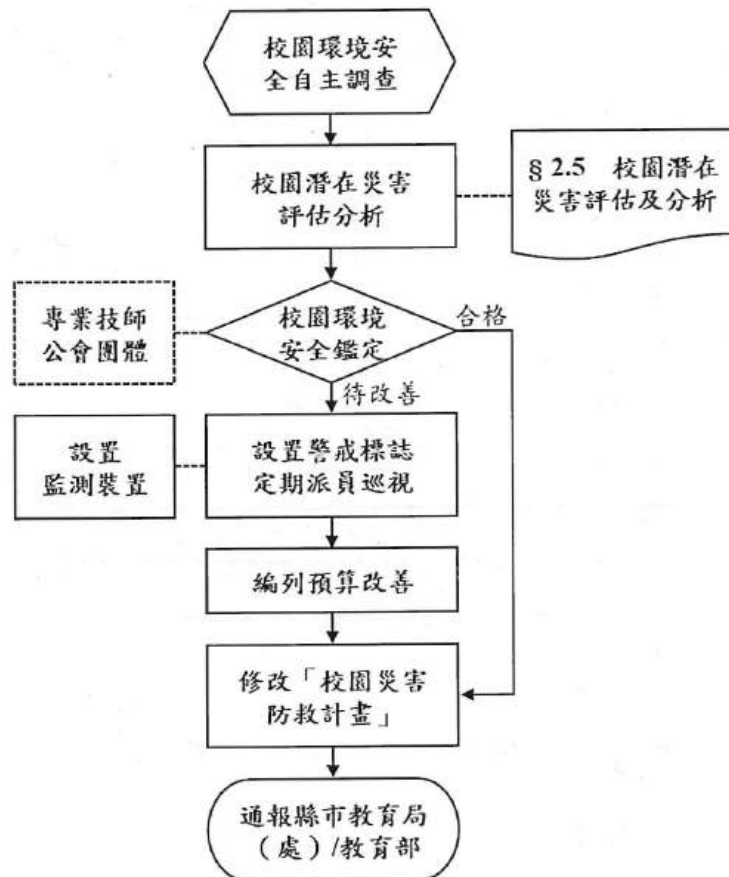 校園環境安
全自主調查
校園潛在災害
評估分析
§ 2.5 校園潛在
災害評估及分析
專業技師
公會團體
校園環境
安全鑑定
合格
待改善
設置
監測裝置
設置警戒標誌
定期派員巡視
編列預算改善
修改「校園災害
防救計畫」
通報縣市教育局
（處）/教育部